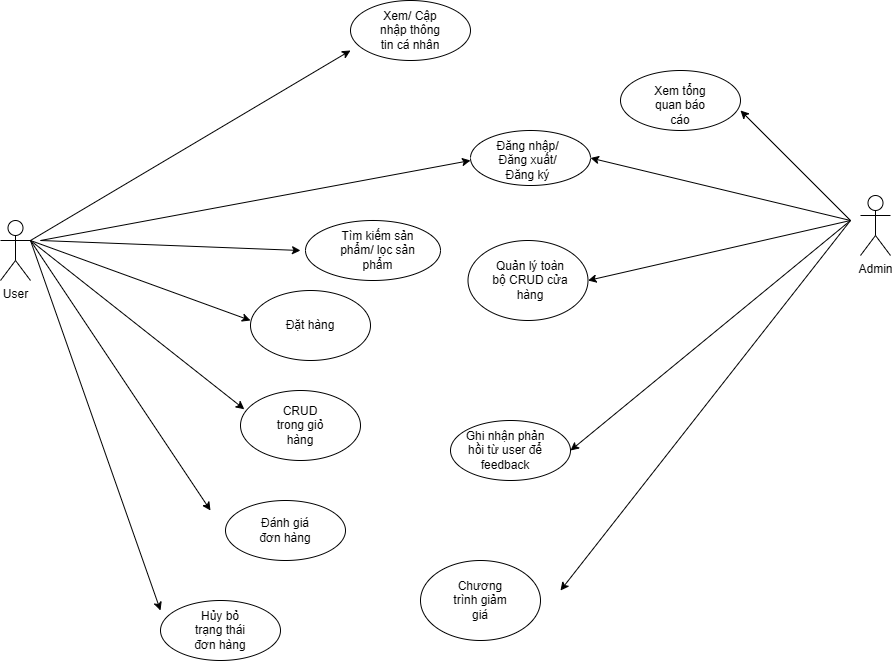 Xem/ Cập
nhập thông
tin cá nhân
Xem tổng
quan báo
cáo
Đăng nhập/
Đăng xuất/
Đăng ký
Tìm kiếm sản
phẩm/ lọc sản
phẩm
User
Admin
Quản lý toàn
bộ CRUD cửa
hàng
Đặt hàng
CRUD
trong giỏ
hàng
Ghi nhận phản
hồi từ user để
feedback
Đánh giá
đơn hàng
Chương
trình giảm
giá
Hủy bỏ
trạng thái
đơn hàng